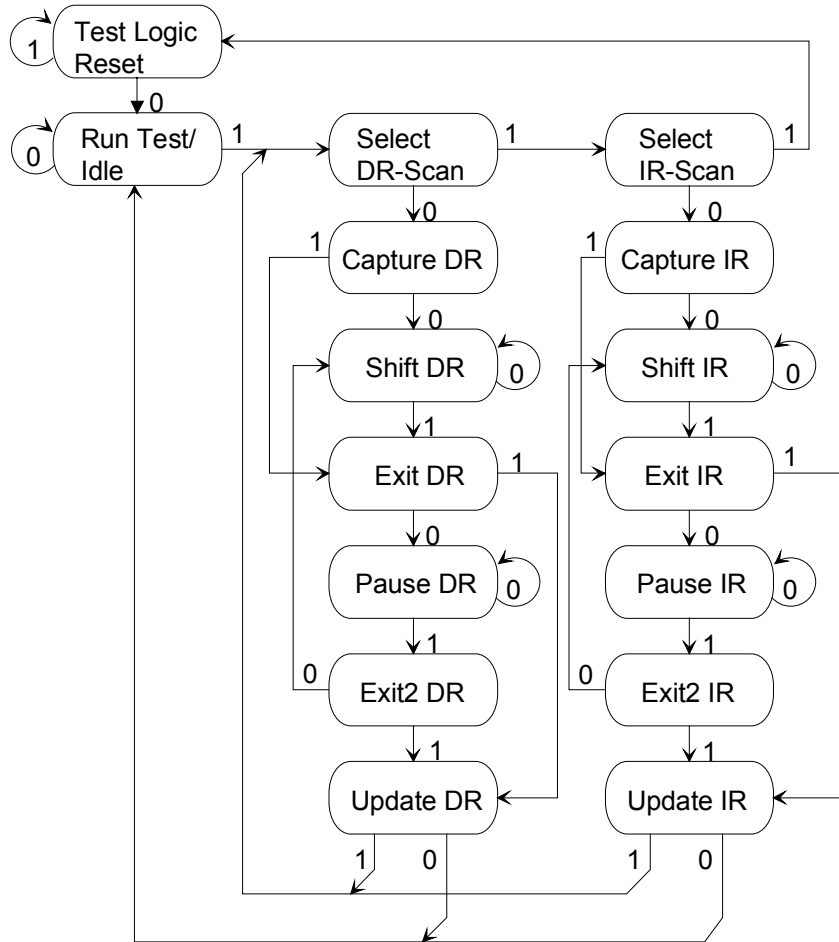 Test Logic
Reset
1
0
Run Test/
Idle
0
1
Select
DR-Scan
1
Select
IR-Scan
1
0
0
1
Capture DR
1
Capture IR
0
0
Shift DR
0
Shift IR
0
1
1
Exit DR
1
Exit IR
1
0
0
Pause DR
0
Pause IR
0
1
1
0
Exit2 DR
0
Exit2 IR
1
1
Update DR
Update IR
1
0
1
0